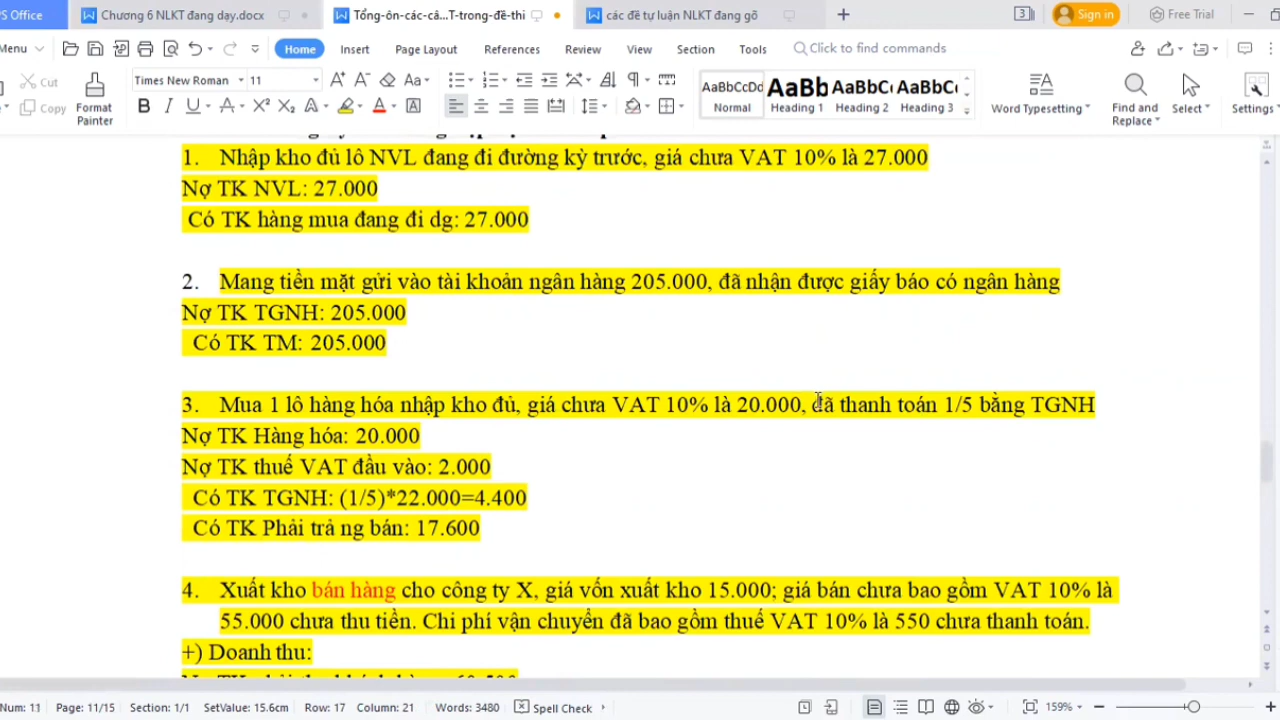 PS Office
Chương 6 NLKT đang dạy.docx
Tổng-ôn-các-câ...T-trong-đề-thi
các đề tự luận NLKT đang gõ
Sign in
Free Trial
Menu
Home
Insert
Page Layout
References
Review
View
Section
Tools
Click to find commands
Cut
Copy
Format Painter
Times New Roman
11
AaBbCcDd
Normal
AaBb
Heading 1
AaBbC
Heading 2
AaBbC
Heading 3
Word Typesetting
Find and Replace
Select
Settings
1. Nhập kho đủ lô NVL đang đi đường kỳ trước, giá chưa VAT 10% là 27.000
Nợ TK NVL: 27.000
Có TK hàng mua đang đi dg: 27.000
2. Mang tiền mặt gửi vào tài khoản ngân hàng 205.000, đã nhận được giấy báo có ngân hàng
Nợ TK TGNH: 205.000
Có TK TM: 205.000
3. Mua 1 lô hàng hóa nhập kho đủ, giá chưa VAT 10% là 20.000, đã thanh toán 1/5 bằng TGNH
Nợ TK Hàng hóa: 20.000
Nợ TK thuế VAT đầu vào: 2.000
Có TK TGNH: (1/5)*22.000=4.400
Có TK Phải trả ng bán: 17.600
4. Xuất kho bán hàng cho công ty X, giá vốn xuất kho 15.000; giá bán chưa bao gồm VAT 10% là
55.000 chưa thu tiền. Chi phí vận chuyển đã bao gồm thuế VAT 10% là 550 chưa thanh toán.
+) Doanh thu:
Num: 11
Page: 11/15
Section: 1/1
SetValue: 15.6cm
Row: 17
Column: 21
Words: 3480
Spell Check
159%